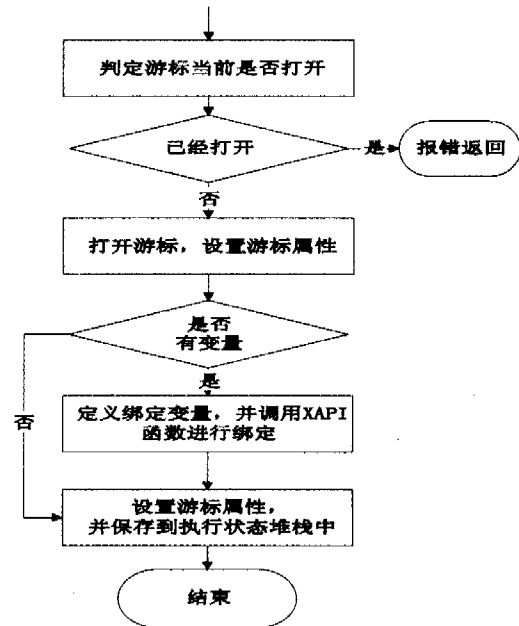 判定游标当前是否打开
已经打开
是
报错返回
否
打开游标，设置游标属性
是否
有变量
是
否
定义绑定变量，并调用XAPI
函数进行绑定
设置游标属性，
并保存到执行状态堆栈中
结束